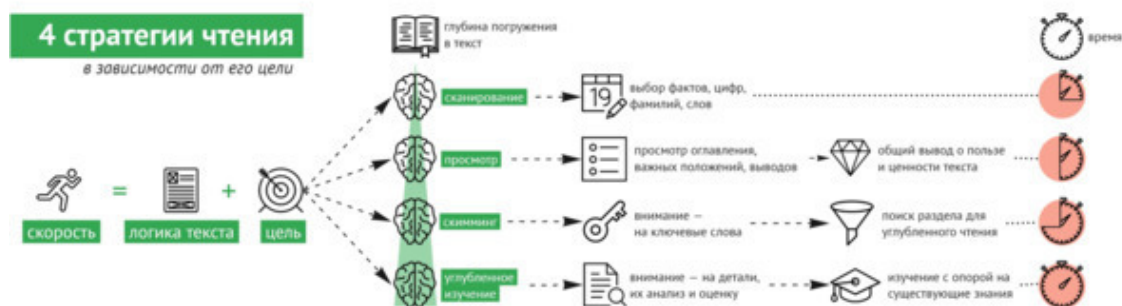 4 стратегии чтения
в зависимости от его цели
скорость
=
логика текста
+
цель
глубина погружения
в текст
время
сканирование
19
выбор фактов, цифр,
фамилий, слов
просмотр
просмотр оглавления,
важных положений, выводов
общий вывод о пользе
и ценности текста
скимминг
внимание —
на ключевые слова
поиск раздела для
углубленного чтения
углубленное
изучение
внимание — на детали,
их анализ и оценку
изучение с опорой на
существующие знания